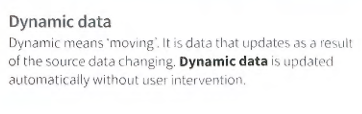 Dynamic data
Dynamic means 'moving'. It is data that updates as a result
of the source data changing. Dynamic data is updated
automatically without user intervention.